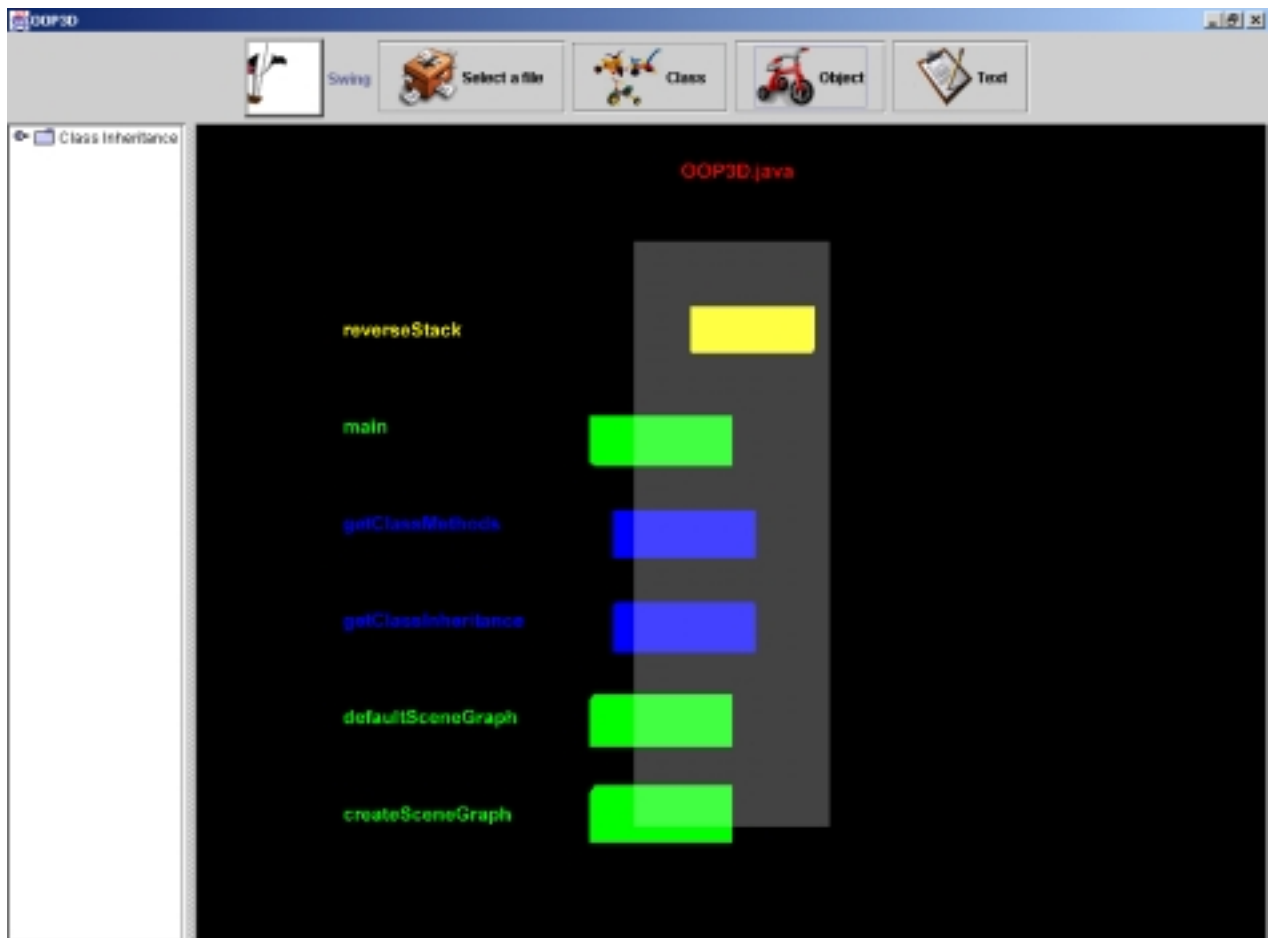 OOP3D
Swing
Select a file
Class
Object
Text
Class Inheritance
OOP3D.java
reverseStack
main
getClassMethods
getClassInheritance
defaultSceneGraph
createSceneGraph